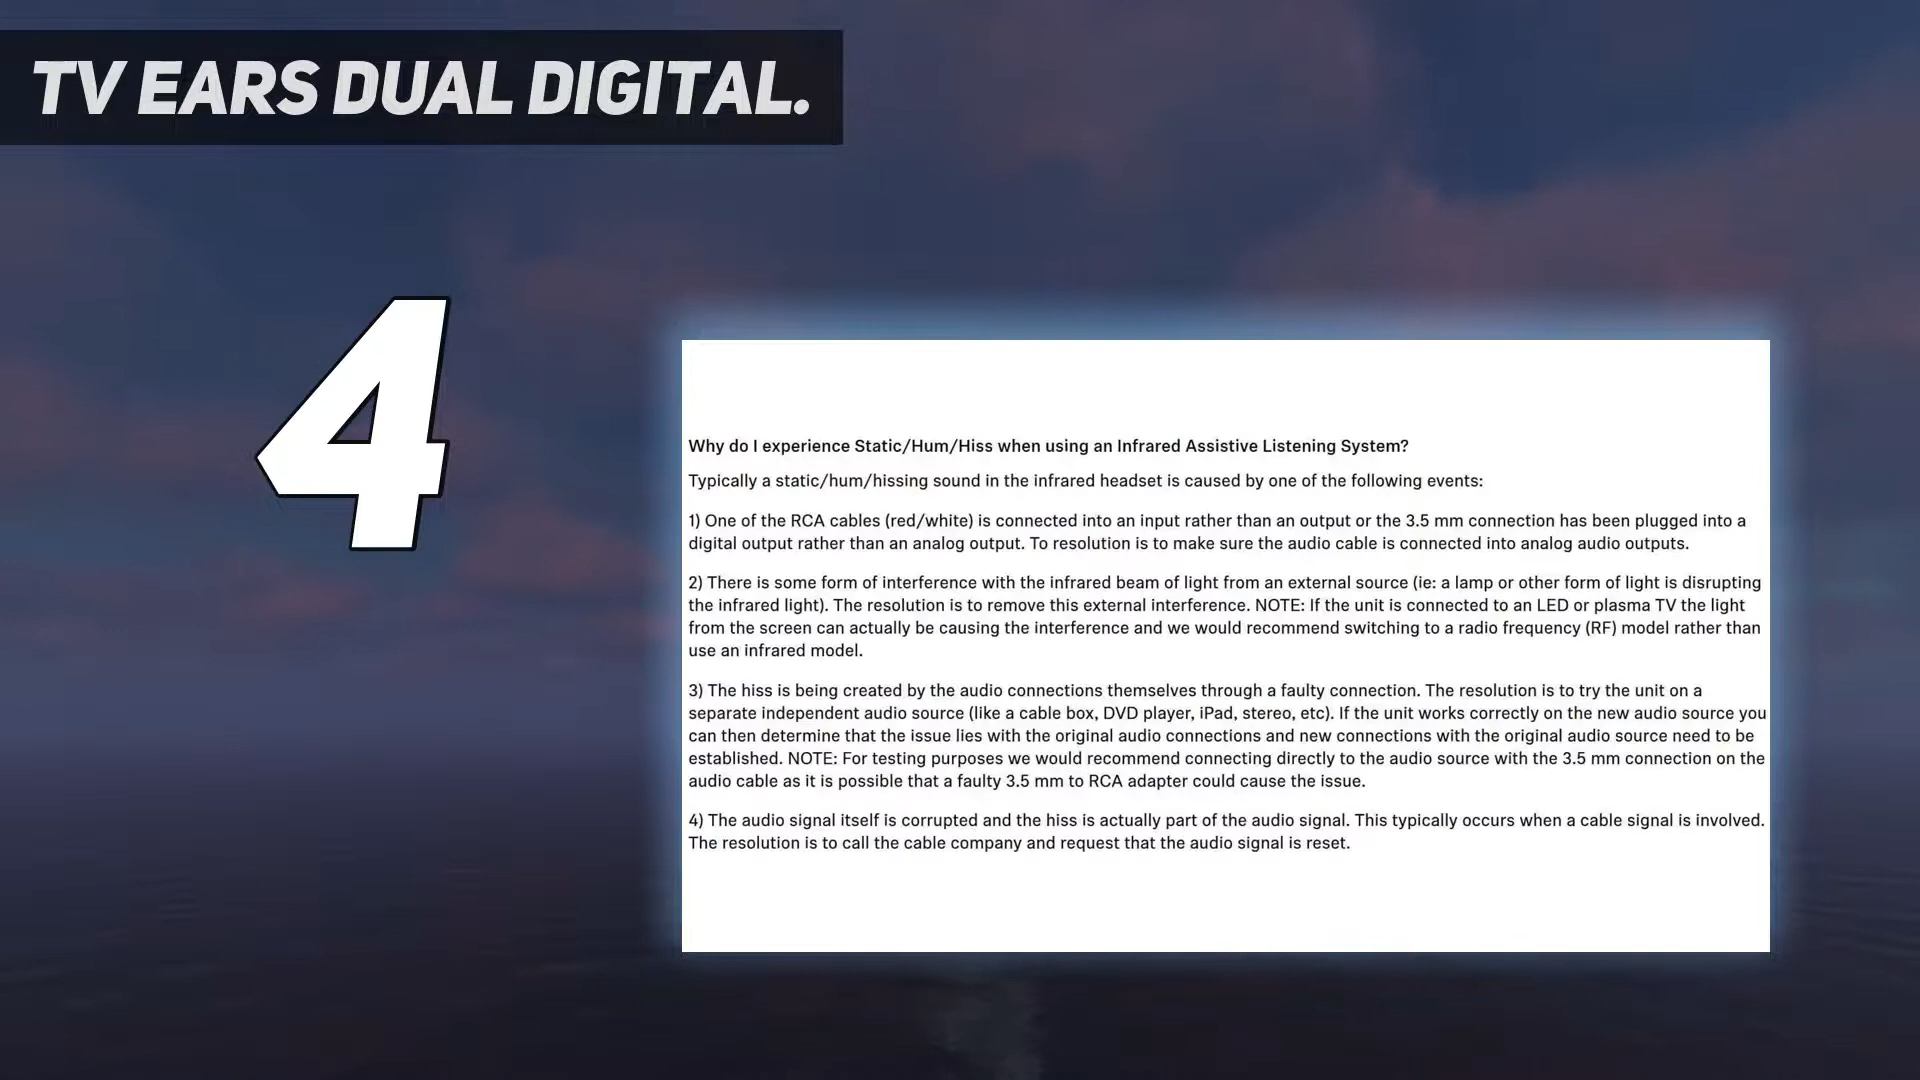 TV EARS DUAL DIGITAL.
4
Why do I experience Static/Hum/Hiss when using an Infrared Assistive Listening System?
Typically a static/hum/hissing sound in the infrared headset is caused by one of the following events:
1) One of the RCA cables (red/white) is connected into an input rather than an output or the 3.5 mm connection has been plugged into a
digital output rather than an analog output. To resolution is to make sure the audio cable is connected into analog audio outputs.
2) There is some form of interference with the infrared beam of light from an external source (ie: a lamp or other form of light is disrupting
the infrared light). The resolution is to remove this external interference. NOTE: If the unit is connected to an LED or plasma TV the light
from the screen can actually be causing the interference and we would recommend switching to a radio frequency (RF) model rather than
use an infrared model.
3) The hiss is being created by the audio connections themselves through a faulty connection. The resolution is to try the unit on a
separate independent audio source (like a cable box, DVD player, iPad, stereo, etc). If the unit works correctly on the new audio source you
can then determine that the issue lies with the original audio connections and new connections with the original audio source need to be
established. NOTE: For testing purposes we would recommend connecting directly to the audio source with the 3.5 mm connection on the
audio cable as it is possible that a faulty 3.5 mm to RCA adapter could cause the issue.
4) The audio signal itself is corrupted and the hiss is actually part of the audio signal. This typically occurs when a cable signal is involved.
The resolution is to call the cable company and request that the audio signal is reset.